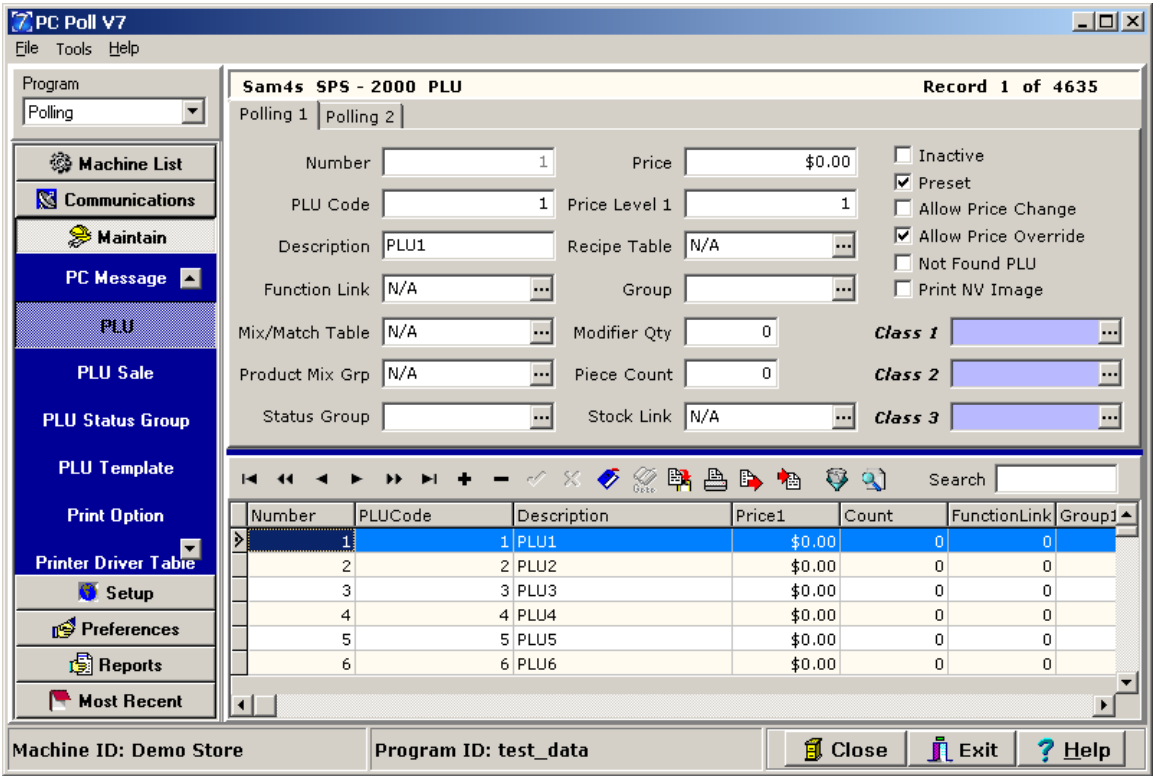 PC Poll V7
File Tools Help
Program
Polling
Machine List
Communications
Maintain
PC Message
PLU
PLU Sale
PLU Status Group
PLU Template
Print Option
Printer Driver Table
Setup
Preferences
Reports
Most Recent
Sam4s SPS - 2000 PLU Record 1 of 4635
Polling 1 Polling 2
Number 1 Price $0.00 Inactive
Preset
PLU Code 1 Price Level 1 1 Allow Price Change
Description PLU1 Recipe Table N/A ... Allow Price Override
Not Found PLU
Function Link N/A ... Group ... Print NV Image
Mix/Match Table N/A ... Modifier Qty 0 Class 1 ...
Product Mix Grp N/A ... Piece Count 0 Class 2 ...
Status Group ... Stock Link N/A ... Class 3 ...
Goto Search
Number PLUCode Description Price1 Count FunctionLink Group1
1 1 PLU1 $0.00 0 0
2 2 PLU2 $0.00 0 0
3 3 PLU3 $0.00 0 0
4 4 PLU4 $0.00 0 0
5 5 PLU5 $0.00 0 0
6 6 PLU6 $0.00 0 0
Machine ID: Demo Store Program ID: test_data Close Exit ? Help